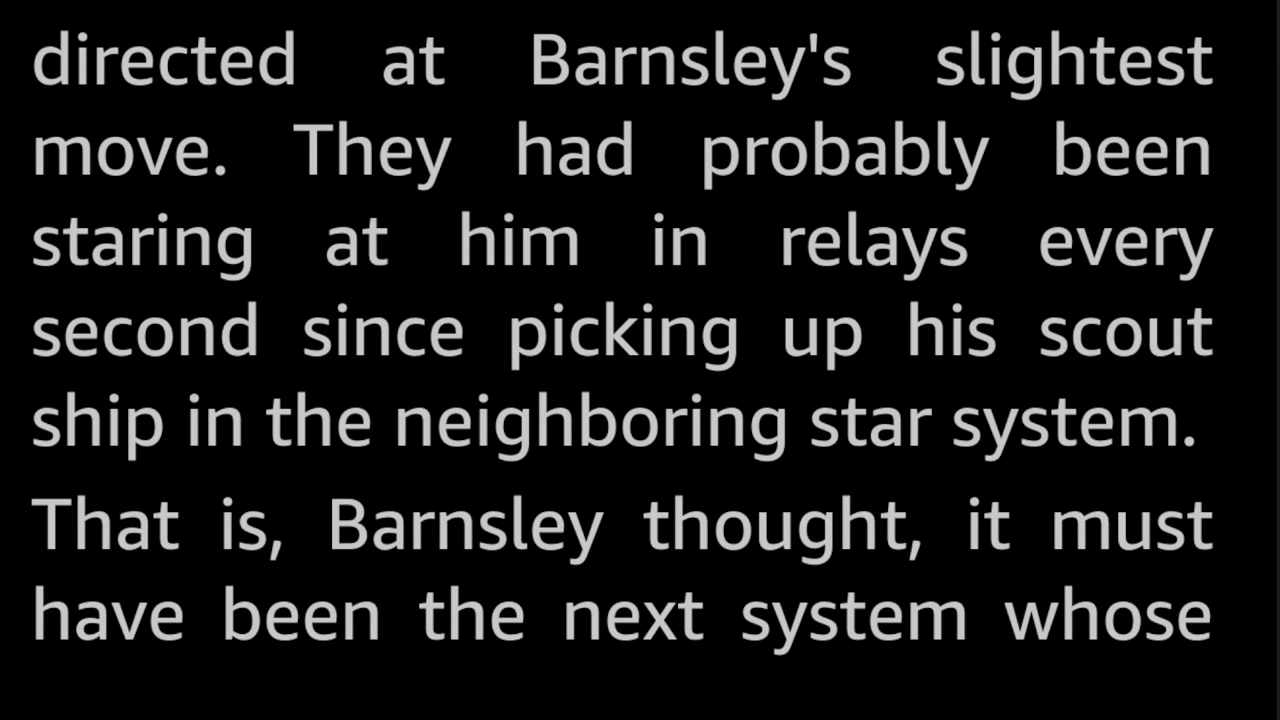 directed at Barnsley's slightest
move. They had probably been
staring at him in relays every
second since picking up his scout
ship in the neighboring star system.
That is, Barnsley thought, it must
have been the next system whose